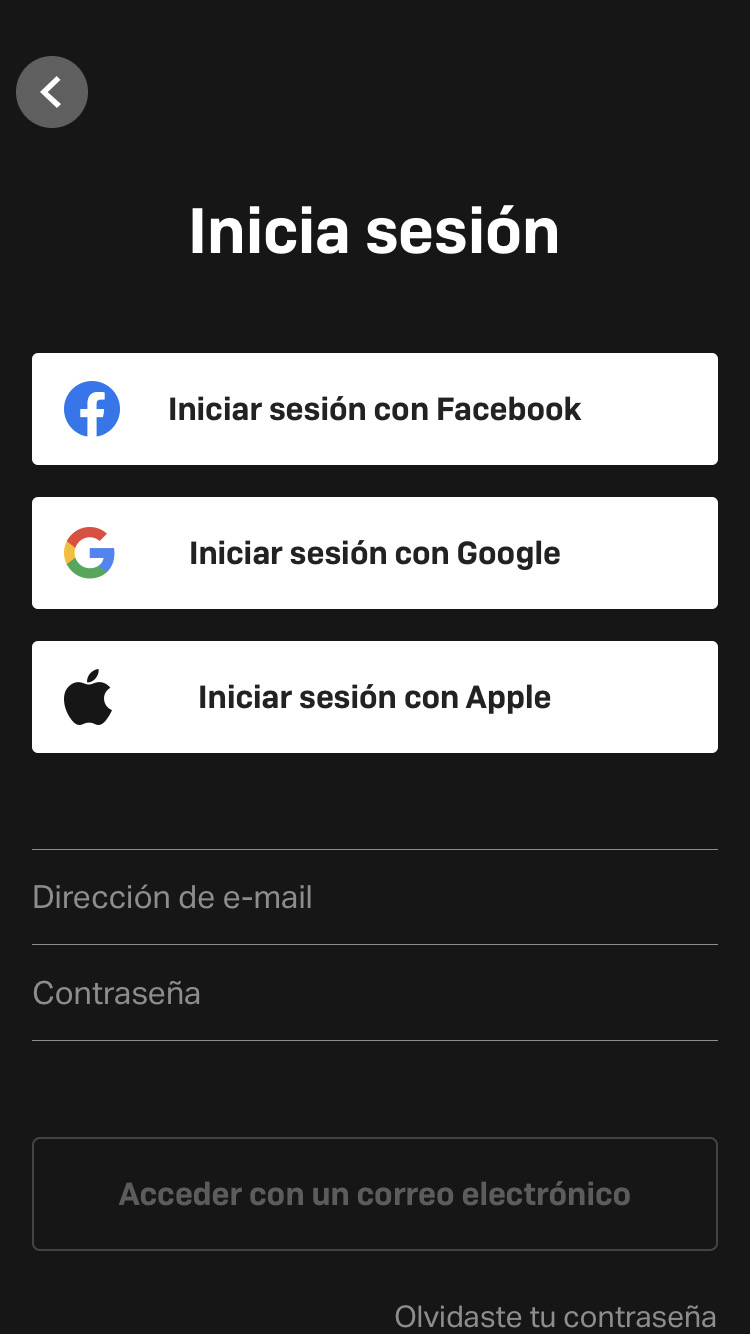 Inicia sesión
Iniciar sesión con Facebook
Iniciar sesión con Google
Iniciar sesión con Apple
Dirección de e-mail
Contraseña
Acceder con un correo electrónico
Olvidaste tu contraseña